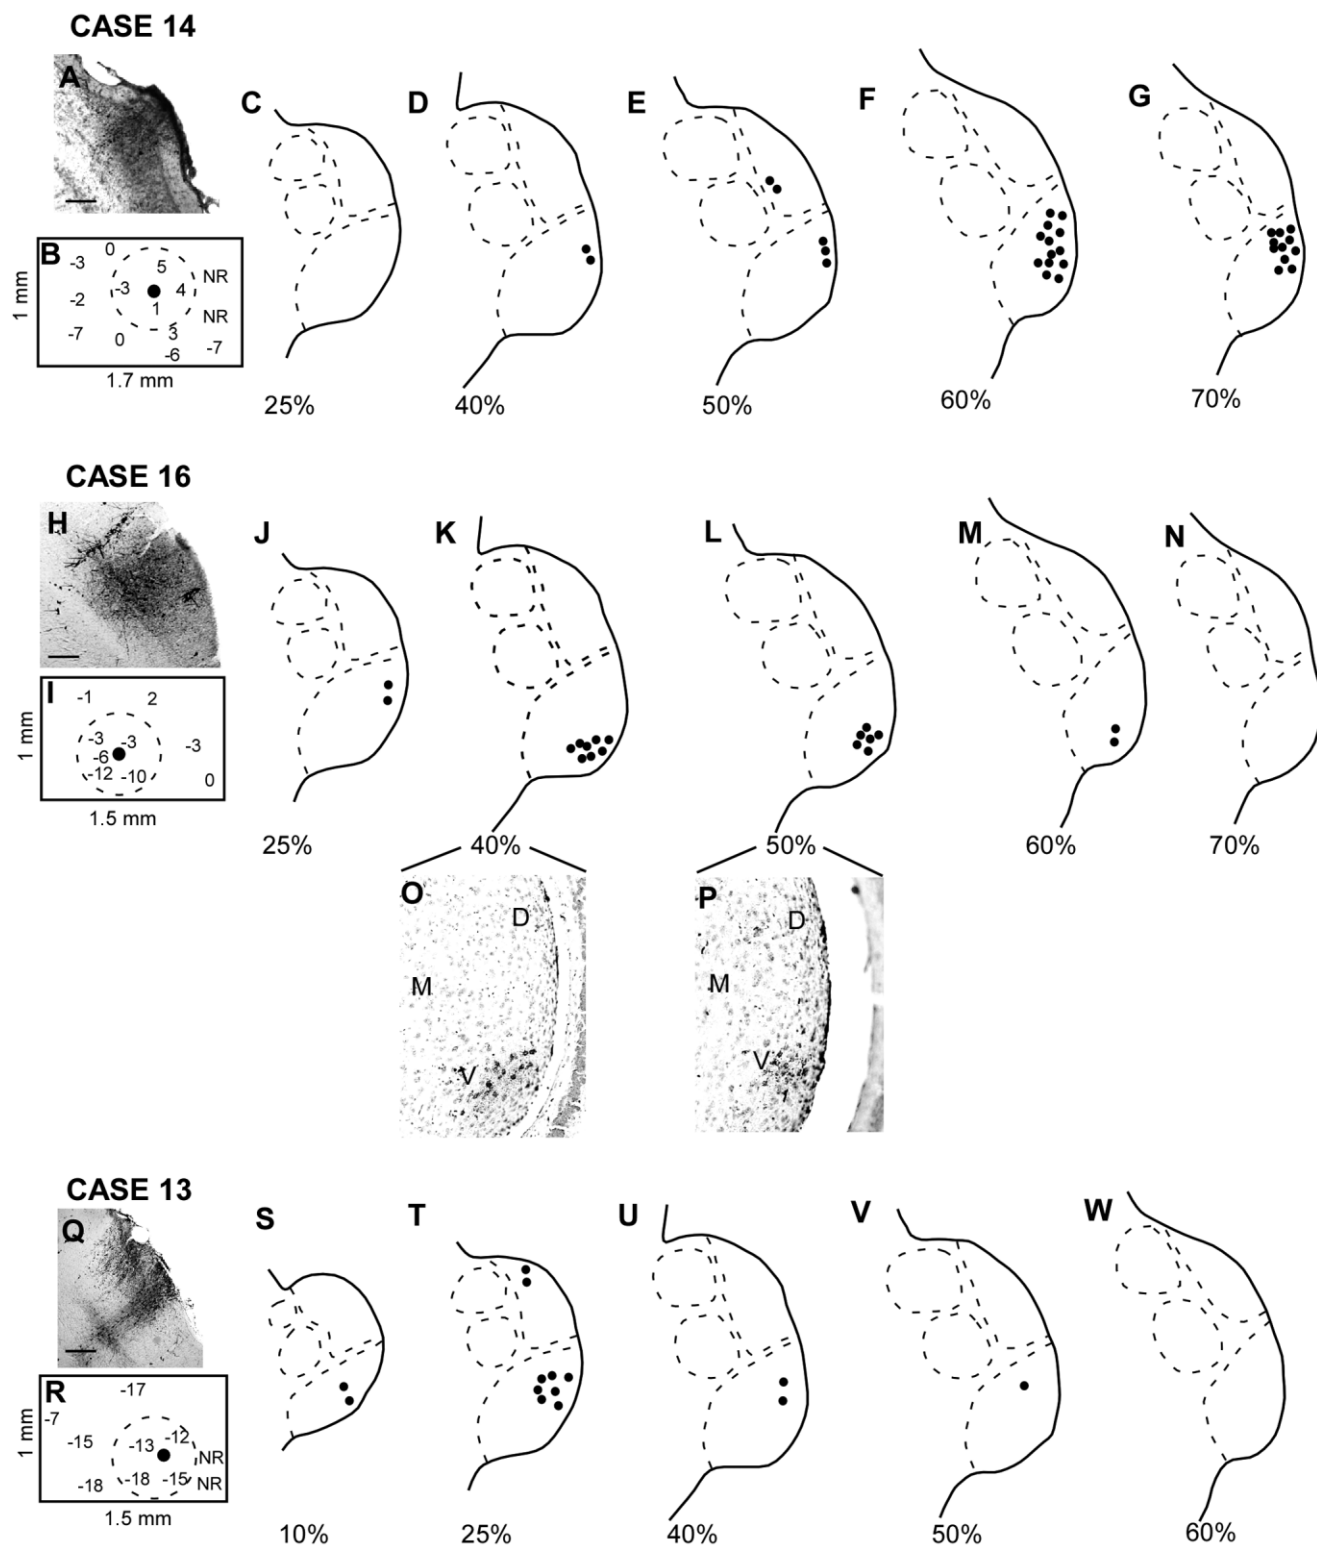 CASE 14
A
C
D
E
F
G
B
0
-3
5
NR
-3
4
-2
1
NR
-7
0
3
-6
-7
1 mm
1.7 mm
25%
40%
50%
60%
70%
CASE 16
H
J
K
L
M
N
I
-1
2
-3
-3
-3
-6
-12
-10
0
1 mm
1.5 mm
25%
40%
50%
60%
70%
O
D
M
V
P
D
M
V
CASE 13
Q
S
T
U
V
W
R
-17
-7
-15
-13
-12
NR
-18
-18
-15
NR
1 mm
1.5 mm
10%
25%
40%
50%
60%